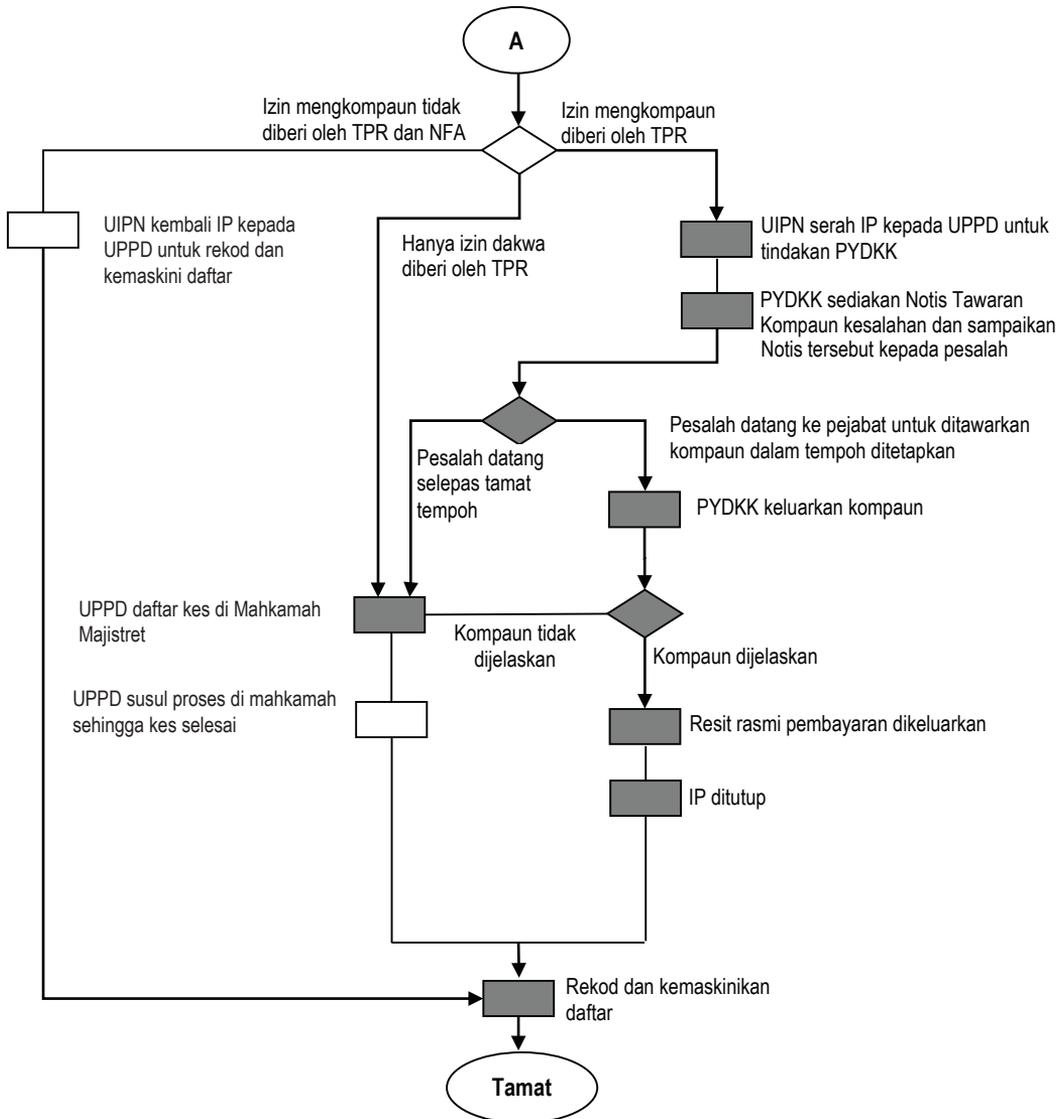 A
Izin mengkompaun tidak
diberi oleh TPR dan NFA
Izin mengkompaun
diberi oleh TPR
UIPN kembali IP kepada
UPPD untuk rekod dan
kemaskini daftar
Hanya izin dakwa
diberi oleh TPR
UIPN serah IP kepada UPPD untuk
tindakan PYDKK
PYDKK sediakan Notis Tawaran
Kompaun kesalahan dan sampaikan
Notis tersebut kepada pesalah
Pesalah datang
selepas tamat
tempoh
Pesalah datang ke pejabat untuk ditawarkan
kompaun dalam tempoh ditetapkan
PYDKK keluarkan kompaun
UPPD daftar kes di Mahkamah
Majistret
Kompaun tidak
dijelaskan
Kompaun dijelaskan
UPPD susul proses di mahkamah
sehingga kes selesai
Resit rasmi pembayaran dikeluarkan
IP ditutup
Rekod dan kemaskinikan
daftar
Tamat